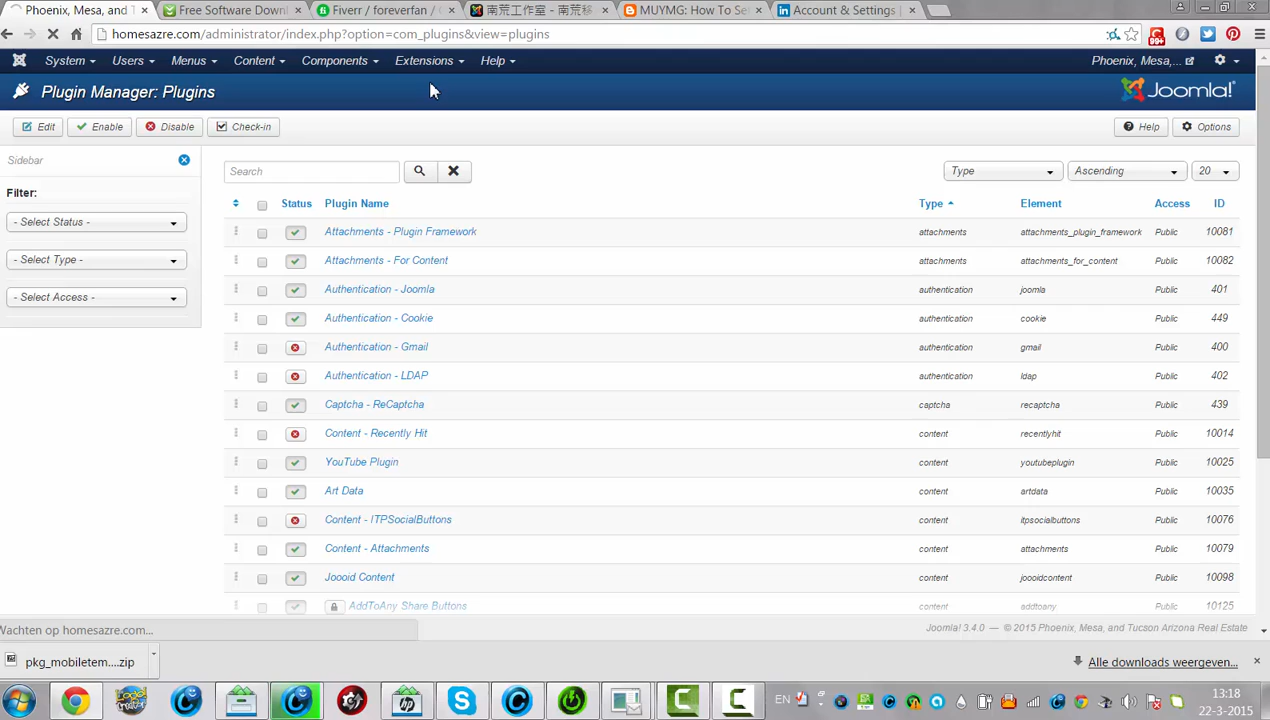 Phoenix, Mesa, and T
Free Software Down
Fiverr / foreverfan /
南荒工作室 - 南荒移
MUYMG: How To Se
Account & Settings
homesazre.com/administrator/index.php?option=com_plugins&view=plugins
99+
System Users Menus Content Components Extensions Help Phoenix, Mesa,...
Plugin Manager: Plugins Joomla!
Edit Enable Disable Check-in Help Options
Sidebar
Filter:
- Select Status -
- Select Type -
- Select Access -
Search Type Ascending 20
Status Plugin Name Type Element Access ID
Attachments - Plugin Framework attachments attachments_plugin_framework Public 10081
Attachments - For Content attachments attachments_for_content Public 10082
Authentication - Joomla authentication joomla Public 401
Authentication - Cookie authentication cookie Public 449
Authentication - Gmail authentication gmail Public 400
Authentication - LDAP authentication ldap Public 402
Captcha - ReCaptcha captcha recaptcha Public 439
Content - Recently Hit content recentlyhit Public 10014
YouTube Plugin content youtubeplugin Public 10025
Art Data content artdata Public 10035
Content - ITPSocialButtons content itpsocialbuttons Public 10076
Content - Attachments content attachments Public 10079
Joooid Content content joooidcontent Public 10098
AddToAny Share Buttons content addtoany Public 10125
Wachten op homesazre.com...
Joomla! 3.4.0 — © 2015 Phoenix, Mesa, and Tucson Arizona Real Estate
pkg_mobiletem....zip
Alle downloads weergeven...
EN
13:18
22-3-2015